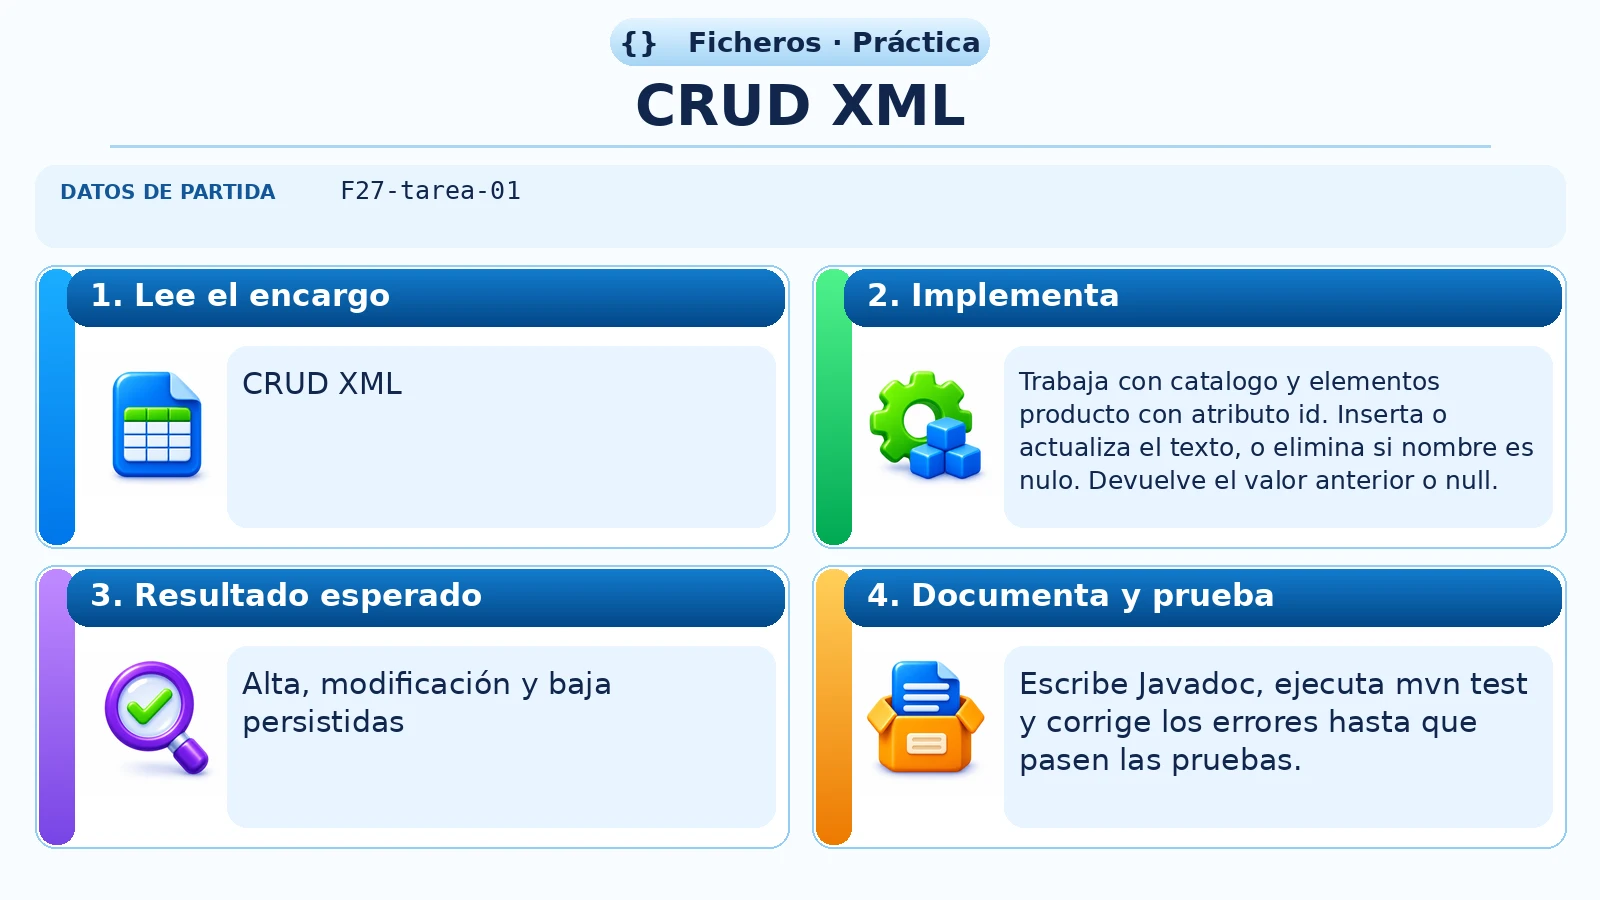 {} Ficheros · Práctica
CRUD XML
DATOS DE PARTIDA F27-tarea-01
1. Lee el encargo
CRUD XML
2. Implementa
Trabaja con catalogo y elementos
producto con atributo id. Inserta o
actualiza el texto, o elimina si nombre es
nulo. Devuelve el valor anterior o null.
3. Resultado esperado
Alta, modificación y baja
persistidas
4. Documenta y prueba
Escribe Javadoc, ejecuta mvn test
y corrige los errores hasta que
pasen las pruebas.